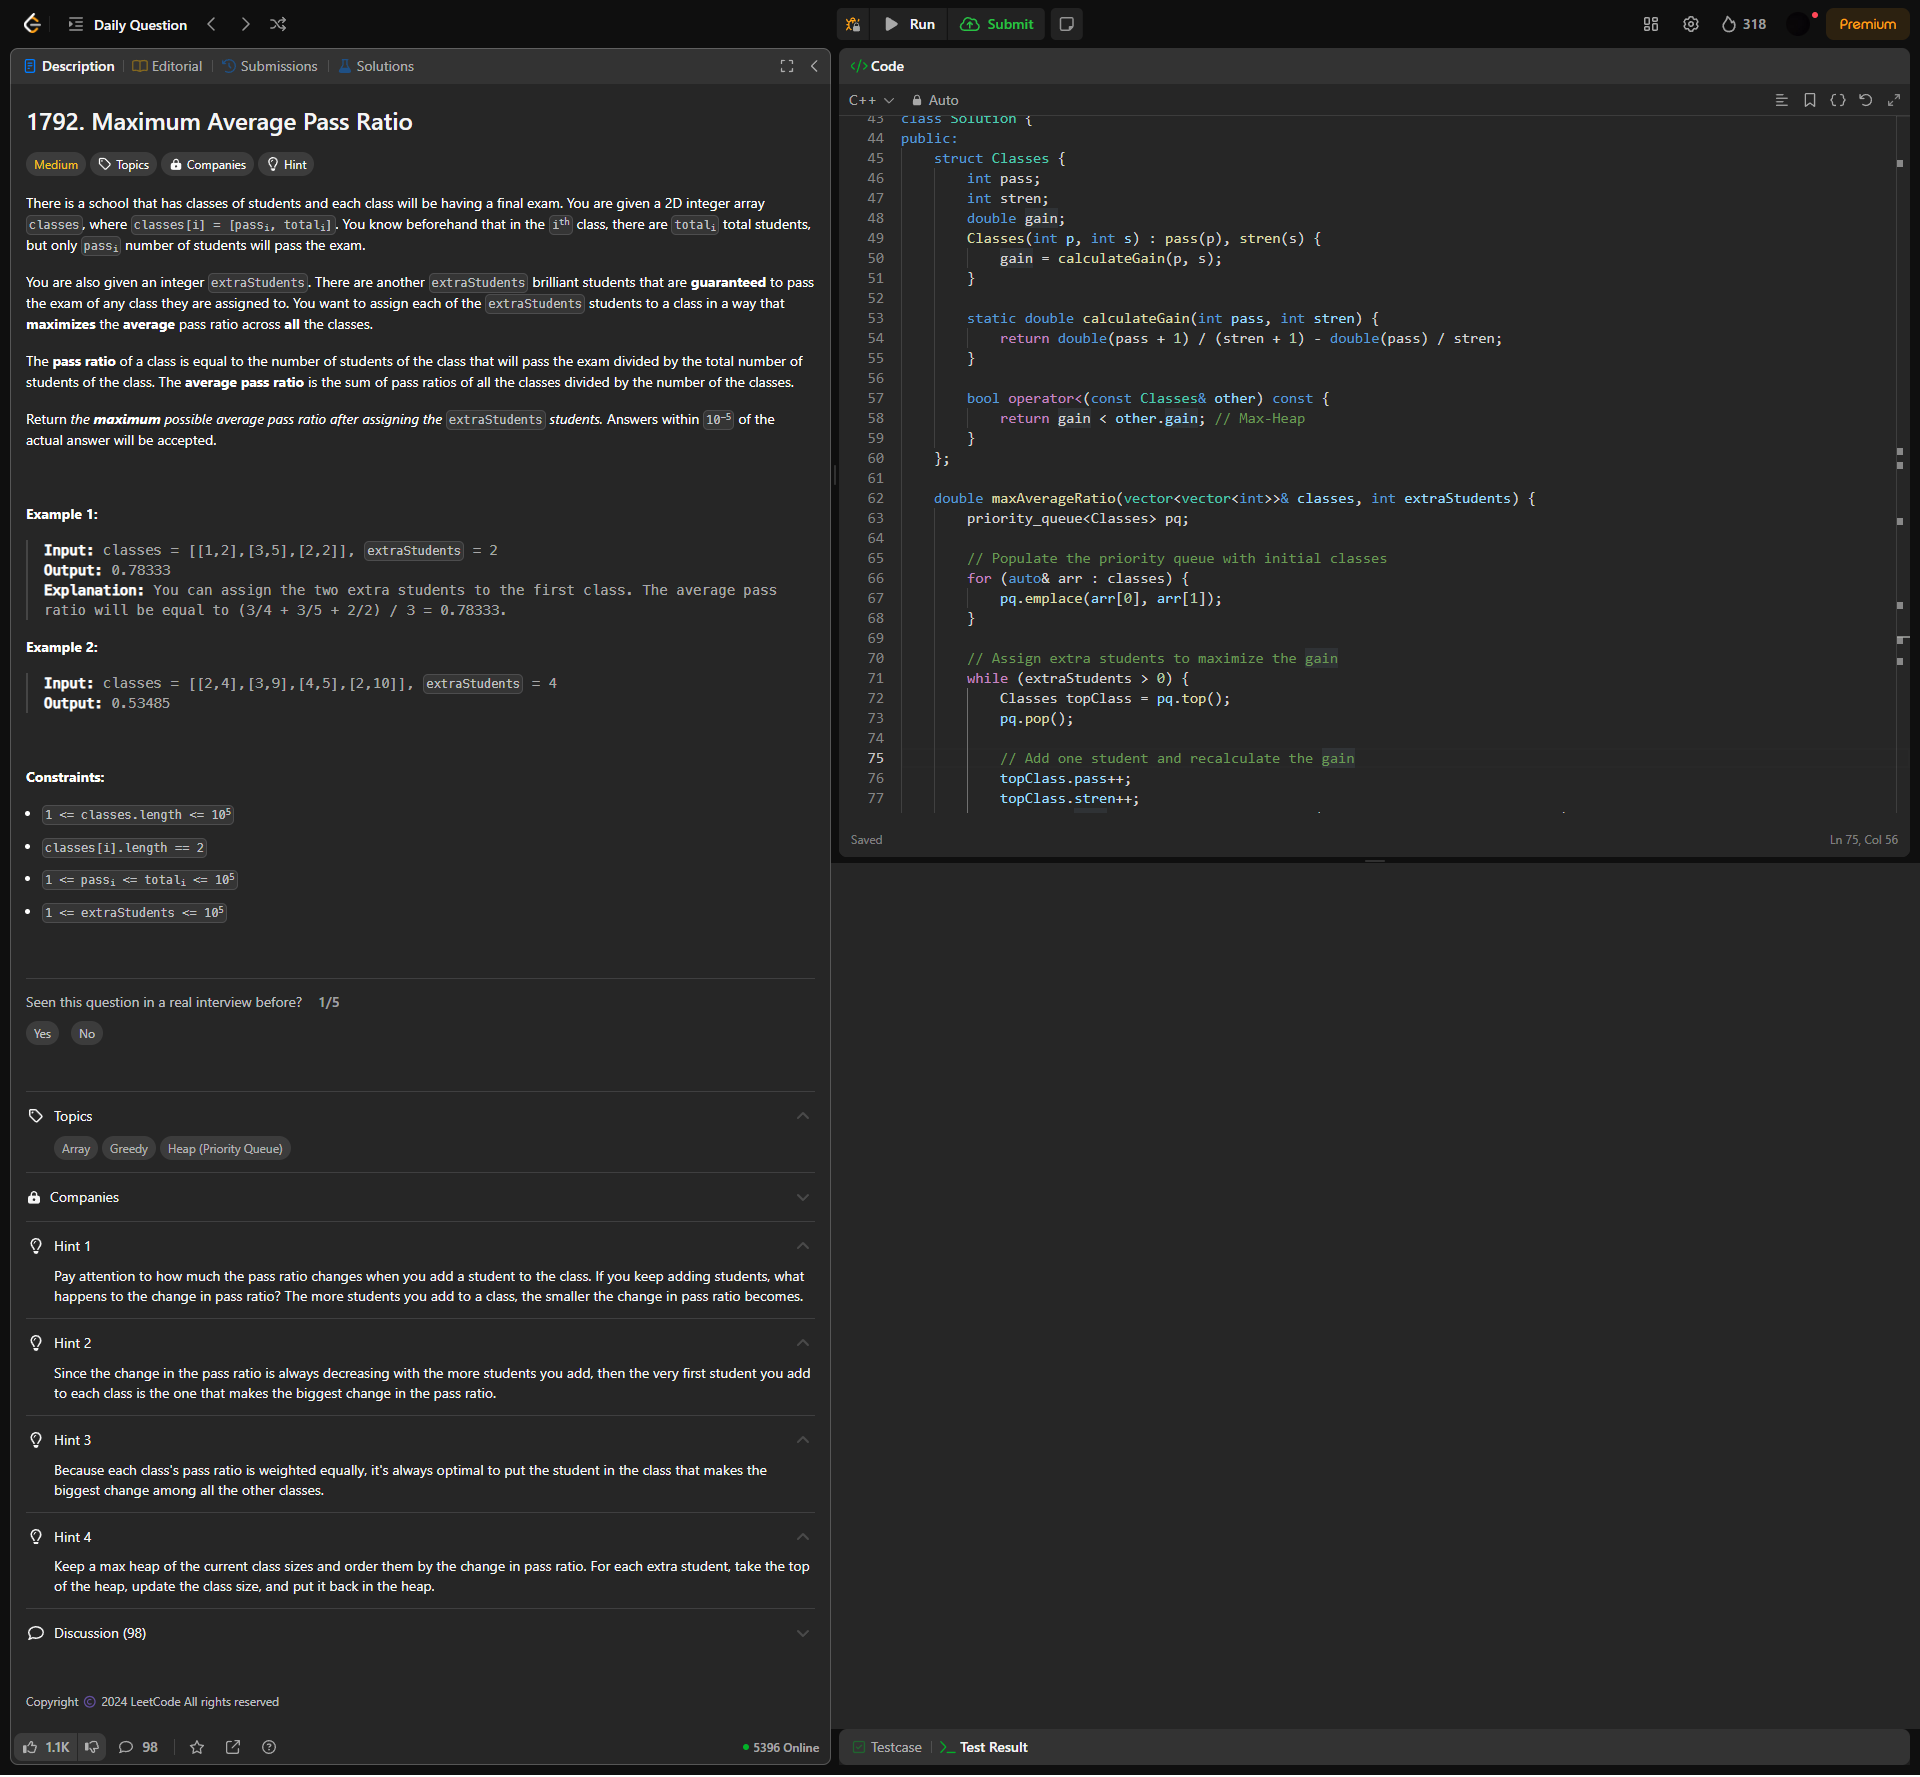 Daily Question
Run
Submit
318
Premium
Description
Editorial
Submissions
Solutions
1792. Maximum Average Pass Ratio
Medium
Topics
Companies
Hint
There is a school that has classes of students and each class will be having a final exam. You are given a 2D integer array
classes, where classes[i] = [passᵢ, totalᵢ]. You know beforehand that in the iᵗʰ class, there are totalᵢ total students,
but only passᵢ number of students will pass the exam.
You are also given an integer extraStudents. There are another extraStudents brilliant students that are guaranteed to pass
the exam of any class they are assigned to. You want to assign each of the extraStudents students to a class in a way that
maximizes the average pass ratio across all the classes.
The pass ratio of a class is equal to the number of students of the class that will pass the exam divided by the total number of
students of the class. The average pass ratio is the sum of pass ratios of all the classes divided by the number of the classes.
Return the maximum possible average pass ratio after assigning the extraStudents students. Answers within 10⁻⁵ of the
actual answer will be accepted.
Example 1:
Input: classes = [[1,2],[3,5],[2,2]], extraStudents = 2
Output: 0.78333
Explanation: You can assign the two extra students to the first class. The average pass
ratio will be equal to (3/4 + 3/5 + 2/2) / 3 = 0.78333.
Example 2:
Input: classes = [[2,4],[3,9],[4,5],[2,10]], extraStudents = 4
Output: 0.53485
Constraints:
• 1 <= classes.length <= 10⁵
• classes[i].length == 2
• 1 <= passᵢ <= totalᵢ <= 10⁵
• 1 <= extraStudents <= 10⁵
Seen this question in a real interview before? 1/5
Yes No
Topics
Array Greedy Heap (Priority Queue)
Companies
Hint 1
Pay attention to how much the pass ratio changes when you add a student to the class. If you keep adding students, what
happens to the change in pass ratio? The more students you add to a class, the smaller the change in pass ratio becomes.
Hint 2
Since the change in the pass ratio is always decreasing with the more students you add, then the very first student you add
to each class is the one that makes the biggest change in the pass ratio.
Hint 3
Because each class's pass ratio is weighted equally, it's always optimal to put the student in the class that makes the
biggest change among all the other classes.
Hint 4
Keep a max heap of the current class sizes and order them by the change in pass ratio. For each extra student, take the top
of the heap, update the class size, and put it back in the heap.
Discussion (98)
Copyright © 2024 LeetCode All rights reserved
1.1K
98
5396 Online
</> Code
C++ Auto
43 class Solution {
44 public:
45     struct Classes {
46         int pass;
47         int stren;
48         double gain;
49         Classes(int p, int s) : pass(p), stren(s) {
50             gain = calculateGain(p, s);
51         }
52
53         static double calculateGain(int pass, int stren) {
54             return double(pass + 1) / (stren + 1) - double(pass) / stren;
55         }
56
57         bool operator<(const Classes& other) const {
58             return gain < other.gain; // Max-Heap
59         }
60     };
61
62     double maxAverageRatio(vector<vector<int>>& classes, int extraStudents) {
63         priority_queue<Classes> pq;
64
65         // Populate the priority queue with initial classes
66         for (auto& arr : classes) {
67             pq.emplace(arr[0], arr[1]);
68         }
69
70         // Assign extra students to maximize the gain
71         while (extraStudents > 0) {
72             Classes topClass = pq.top();
73             pq.pop();
74
75             // Add one student and recalculate the gain
76             topClass.pass++;
77             topClass.stren++;
Saved
Ln 75, Col 56
Testcase
Test Result